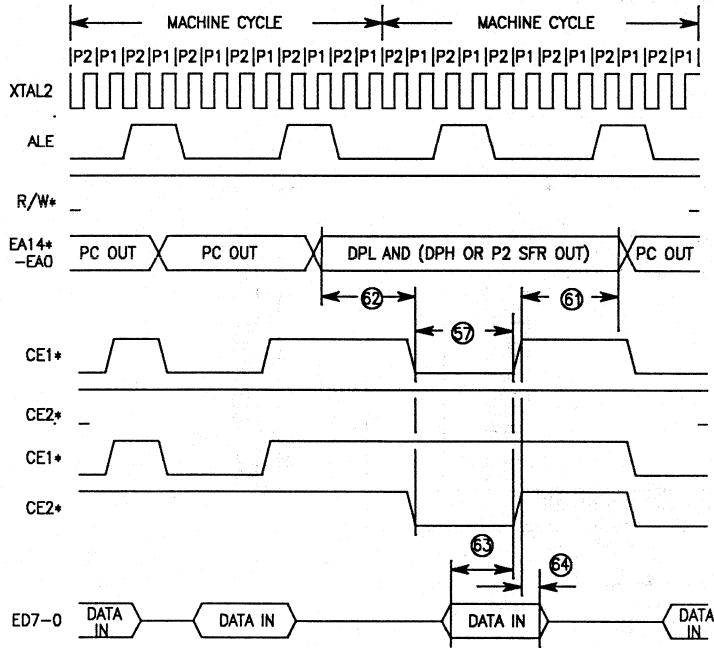 MACHINE CYCLE MACHINE CYCLE
P2 P1 P2 P1 P2 P1 P2 P1 P2 P1 P2 P1 P2 P1 P2 P1 P2 P1 P2 P1 P2 P1 P2 P1
XTAL2
ALE
R/W*
EA14*
-EA0
PC OUT PC OUT DPL AND (DPH OR P2 SFR OUT) PC OUT
62 57 61
CE1*
CE2*
CE1*
CE2*
63 64
ED7-0
DATA IN DATA IN DATA IN DATA IN